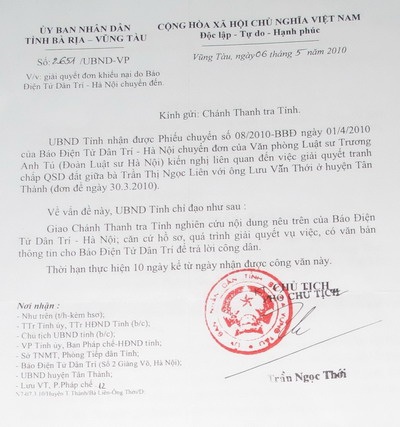 ỦY BAN NHÂN DÂN
TỈNH BÀ RỊA – VŨNG TÀU
CỘNG HÒA XÃ HỘI CHỦ NGHĨA VIỆT NAM
Độc lập - Tự do - Hạnh phúc
Số: 2651 /UBND-VP
Vũng Tàu, ngày 06 tháng 5 năm 2010
V/v: giải quyết đơn khiếu nại do Báo
Điện Tử Dân Trí - Hà Nội chuyển đến.
Kính gửi: Chánh Thanh tra Tỉnh.
UBND Tỉnh nhận được Phiếu chuyển số 08/2010-BBĐ ngày 01/4/2010
của Báo Điện Tử Dân Trí - Hà Nội chuyển đơn của Văn phòng Luật sư Trương
Anh Tú (Đoàn Luật sư Hà Nội) kiến nghị liên quan đến việc giải quyết tranh
chấp QSD đất giữa bà Trần Thị Ngọc Liên với ông Lưu Văn Thới ở huyện Tân
Thành (đơn đề ngày 30.3.2010).
Về vấn đề này, UBND Tỉnh chỉ đạo như sau :
Giao Chánh Thanh tra Tỉnh nghiên cứu nội dung nêu trên của Báo Điện
Tử Dân Trí - Hà Nội; căn cứ hồ sơ, quá trình giải quyết vụ việc, có văn bản
thông tin cho Báo Điện Tử Dân Trí để trả lời công dân.
Thời hạn thực hiện 10 ngày kể từ ngày nhận được công văn này.
KT. CHỦ TỊCH
PHÓ CHỦ TỊCH
Nơi nhận :
- Như trên (t/h-kèm hsơ);
- TTr Tỉnh ủy, TTr HĐND Tỉnh (b/c),
- Chủ tịch UBND tỉnh (b/c);
- VP Tỉnh ủy, Ban Pháp chế-HĐND tỉnh;
- Sở TNMT, Phòng Tiếp dân Tỉnh;
- Báo Điện Tử Dân Trí (Số 2 Giảng Võ, Hà Nội);
- UBND huyện Tân Thành;
- Lưu VT, P.Pháp chế.
Trần Ngọc Thới